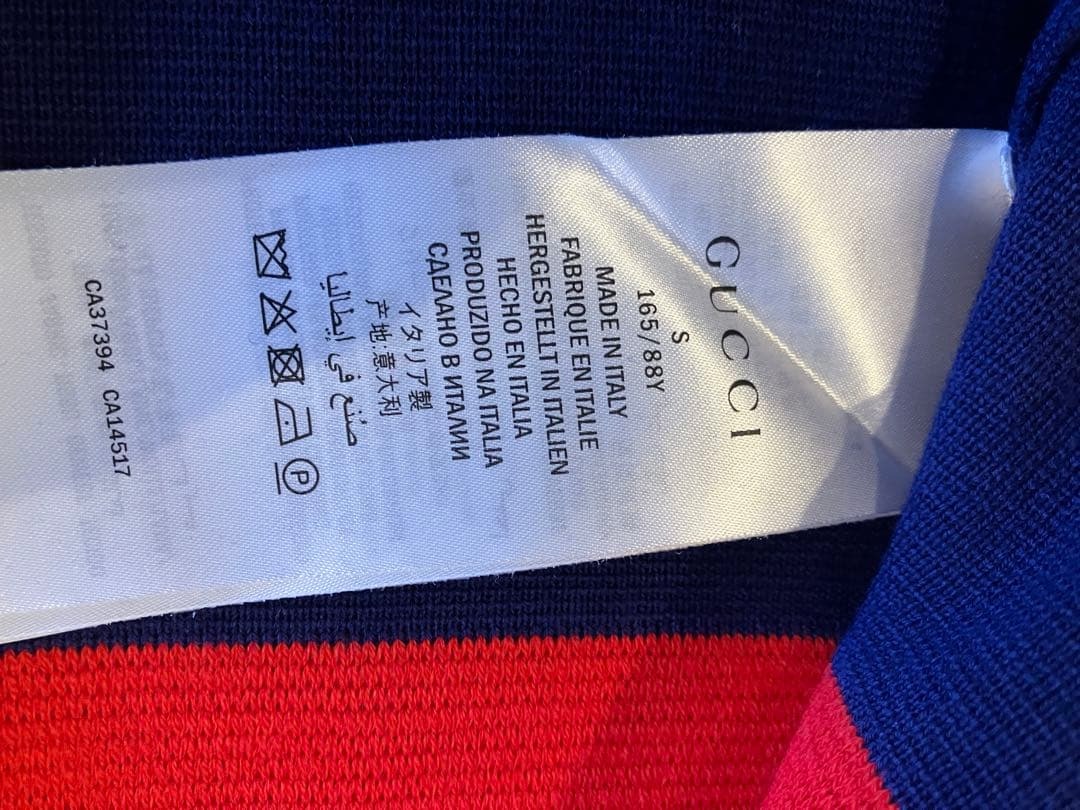 GUCCI
S
165/88Y
MADE IN ITALY
FABRIQUE EN ITALIE
HERGESTELLT IN ITALIEN
HECHO EN ITALIA
PRODUZIDO NA ITALIA
СДЕЛАНО В ИТАЛИИ
イタリア製
产地:意大利
صُنع في إيطاليا
P
CA37394 CA14517